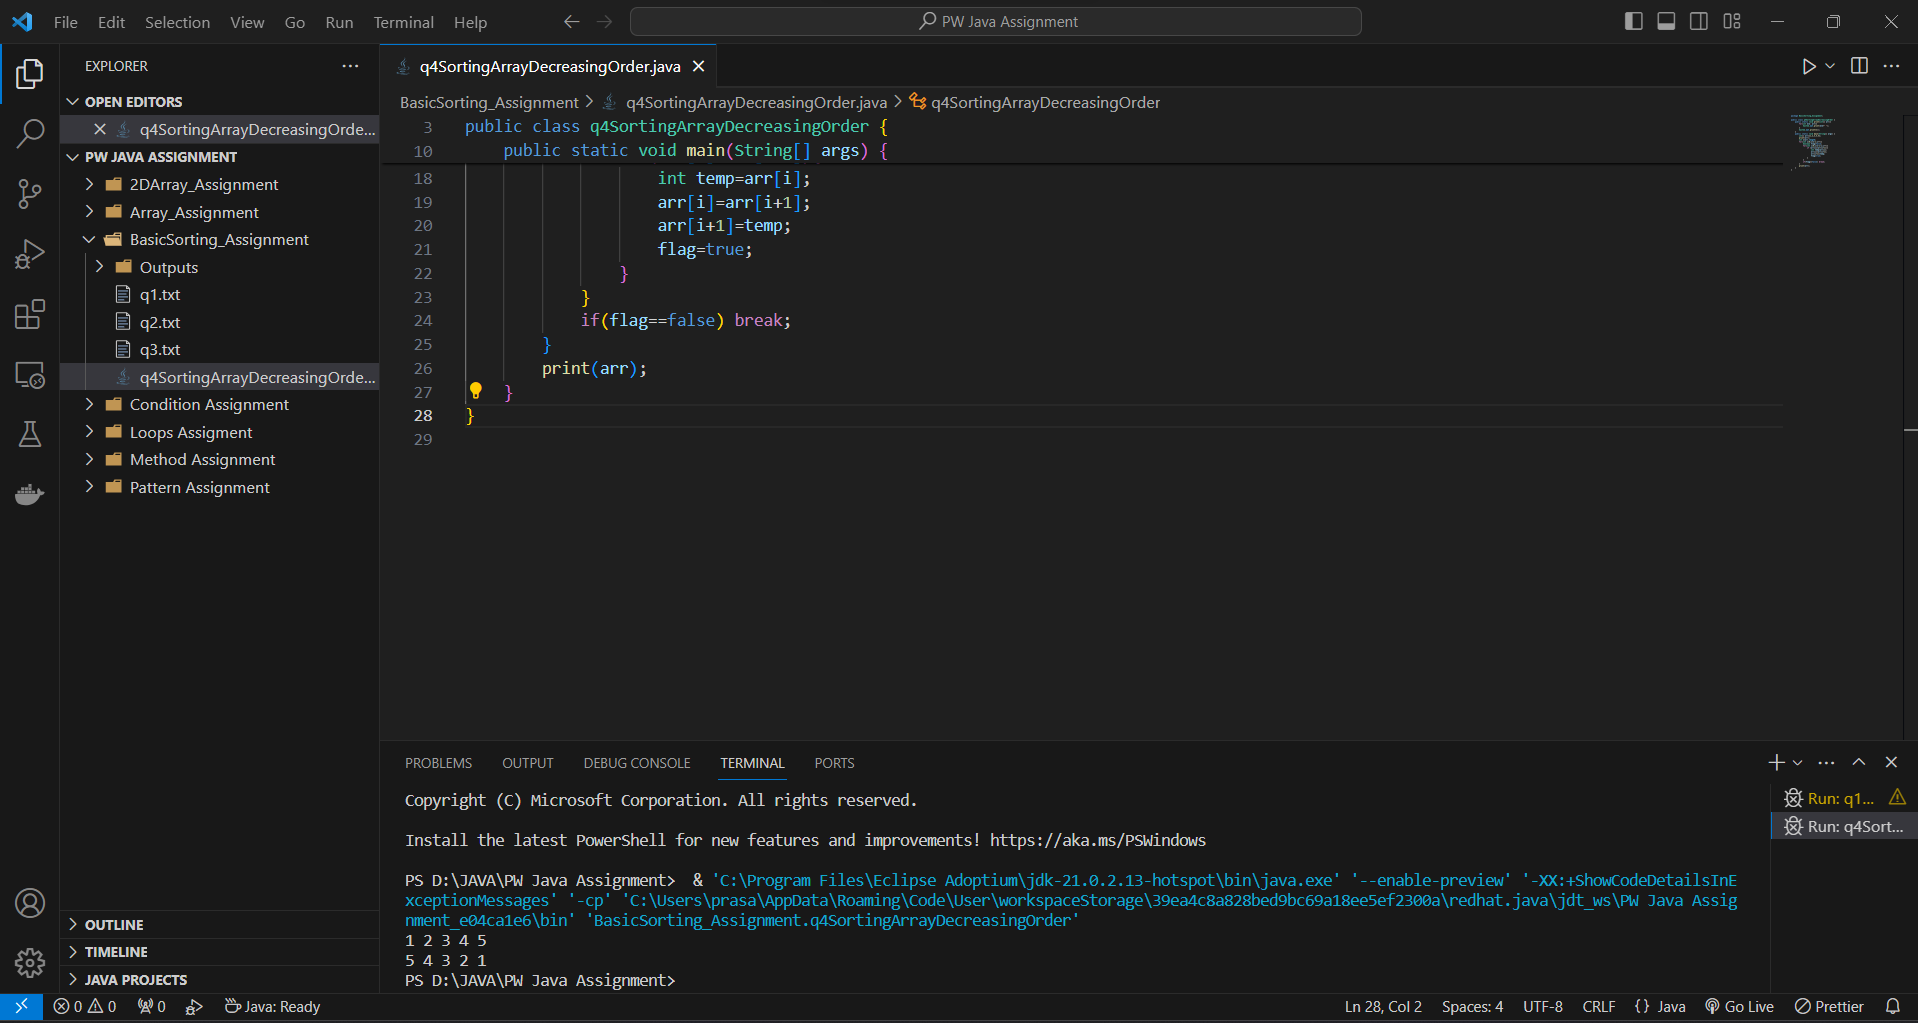 File Edit Selection View Go Run Terminal Help
PW Java Assignment
EXPLORER
OPEN EDITORS
q4SortingArrayDecreasingOrde...
PW JAVA ASSIGNMENT
2DArray_Assignment
Array_Assignment
BasicSorting_Assignment
Outputs
q1.txt
q2.txt
q3.txt
q4SortingArrayDecreasingOrde...
Condition Assignment
Loops Assigment
Method Assignment
Pattern Assignment
OUTLINE
TIMELINE
JAVA PROJECTS
q4SortingArrayDecreasingOrder.java
BasicSorting_Assignment > q4SortingArrayDecreasingOrder.java > q4SortingArrayDecreasingOrder
3 public class q4SortingArrayDecreasingOrder {
10 public static void main(String[] args) {
18 int temp=arr[i];
19 arr[i]=arr[i+1];
20 arr[i+1]=temp;
21 flag=true;
22 }
23 }
24 if(flag==false) break;
25 }
26 print(arr);
27 }
28 }
29
PROBLEMS OUTPUT DEBUG CONSOLE TERMINAL PORTS
Copyright (C) Microsoft Corporation. All rights reserved.
Install the latest PowerShell for new features and improvements! https://aka.ms/PSWindows
PS D:\JAVA\PW Java Assignment>  & 'C:\Program Files\Eclipse Adoptium\jdk-21.0.2.13-hotspot\bin\java.exe' '--enable-preview' '-XX:+ShowCodeDetailsInE
xceptionMessages' '-cp' 'C:\Users\prasa\AppData\Roaming\Code\User\workspaceStorage\39ea4c8a828bed9bc69a18ee5ef2300a\redhat.java\jdt_ws\PW Java Assig
nment_e04ca1e6\bin' 'BasicSorting_Assignment.q4SortingArrayDecreasingOrder'
1 2 3 4 5
5 4 3 2 1
PS D:\JAVA\PW Java Assignment>
Run: q1...
Run: q4Sort...
0 0 0 Java: Ready Ln 28, Col 2 Spaces: 4 UTF-8 CRLF {} Java Go Live Prettier